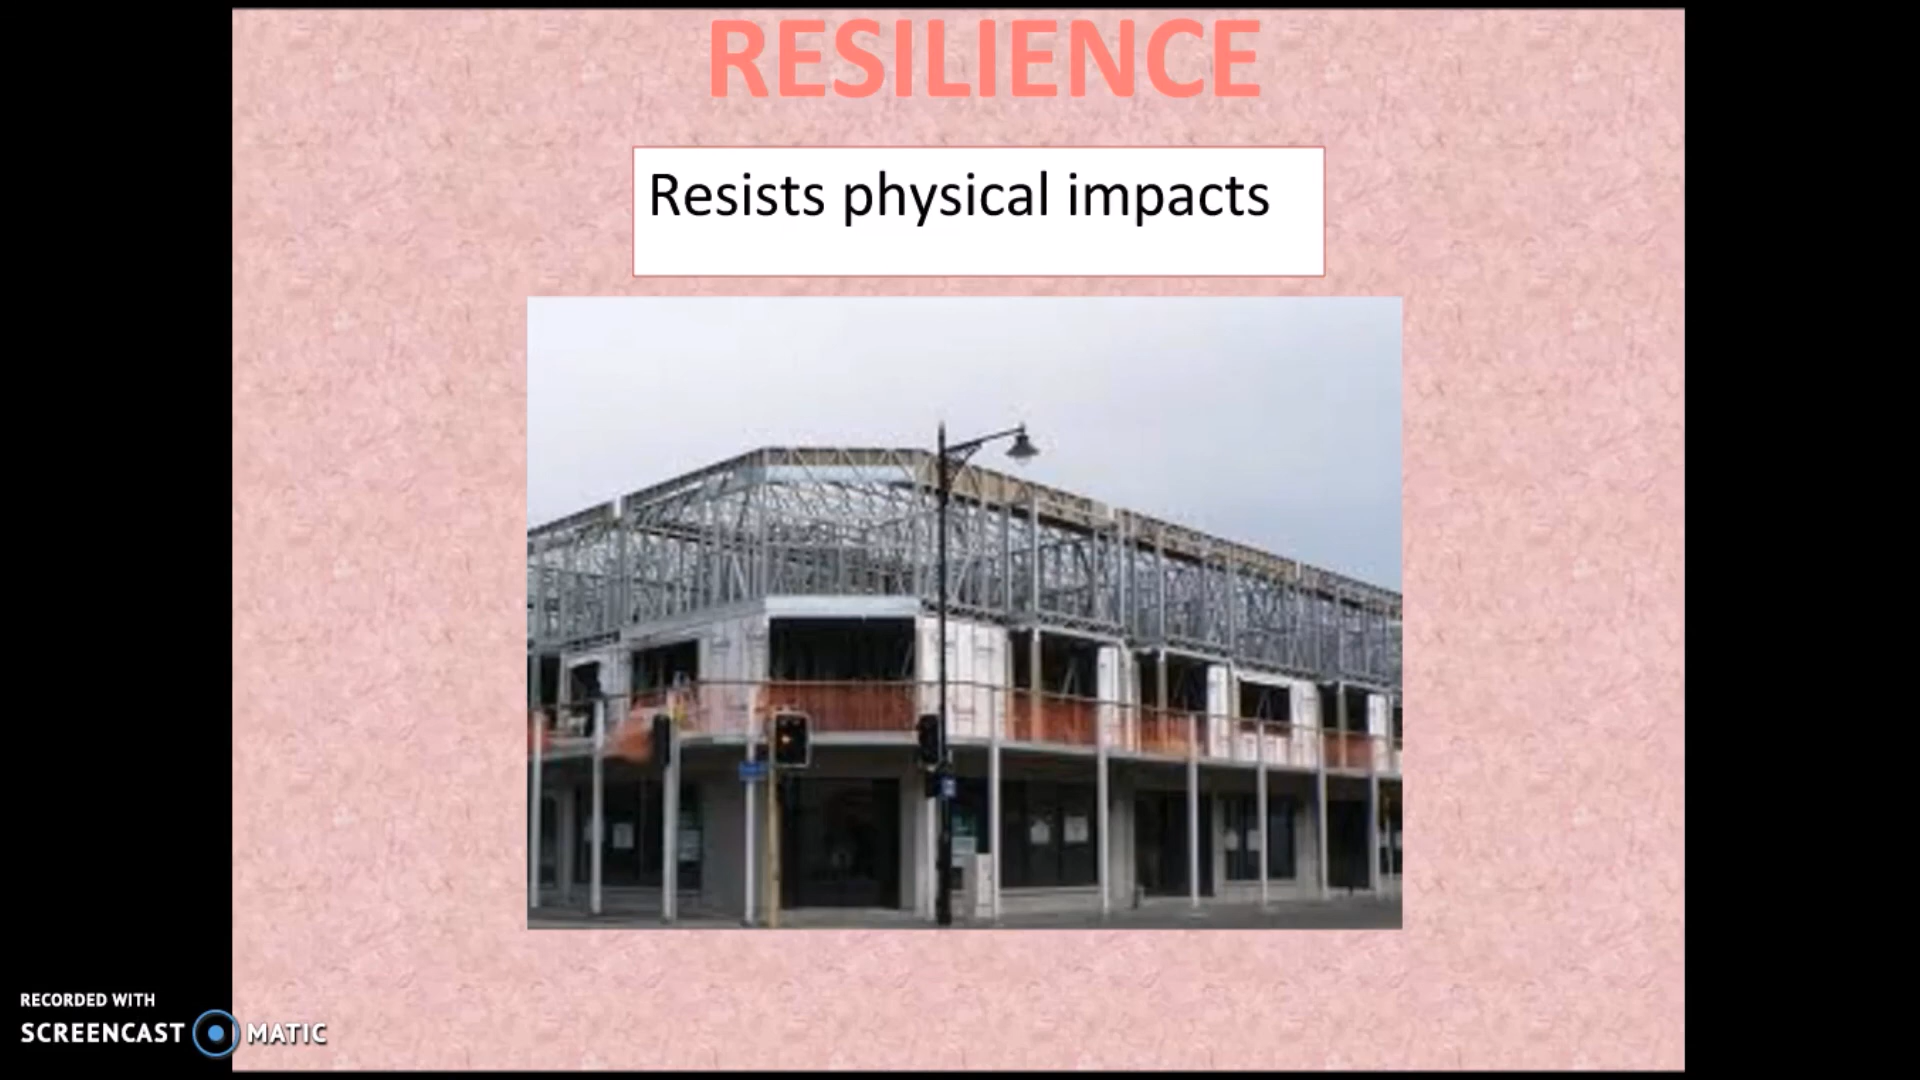 RESILIENCE
Resists physical impacts
RECORDED WITH
SCREENCAST MATIC